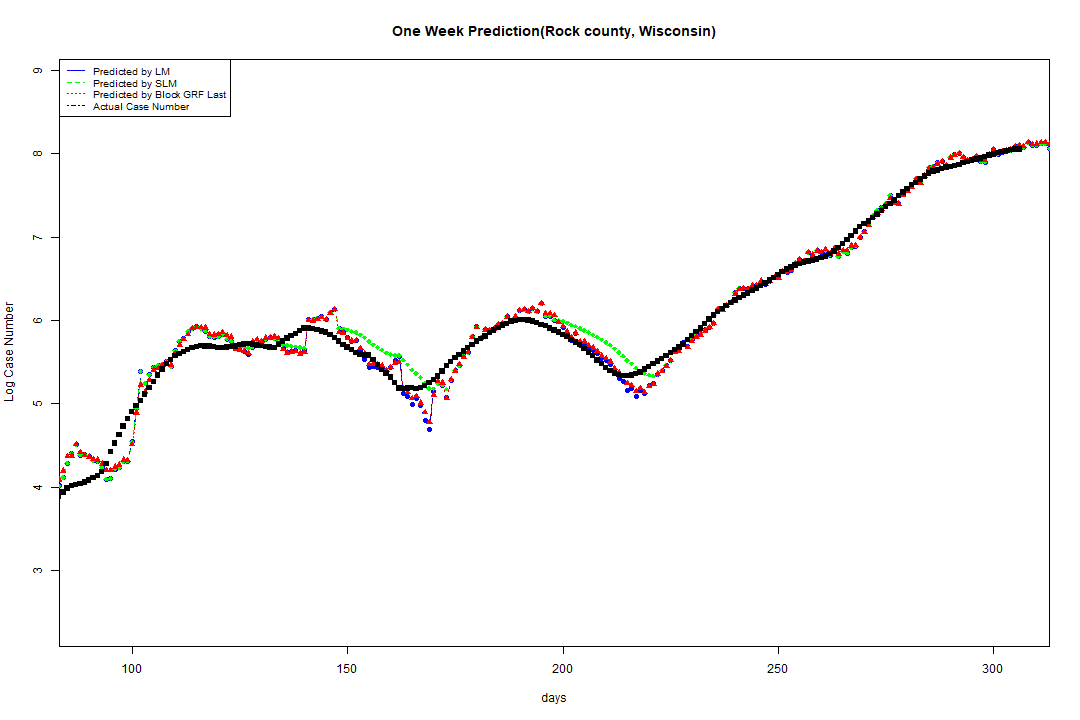 One Week Prediction(Rock county, Wisconsin)
Predicted by LM
Predicted by SLM
Predicted by Block GRF Last
Actual Case Number
9
8
7
6
5
4
3
Log Case Number
100 150 200 250 300
days